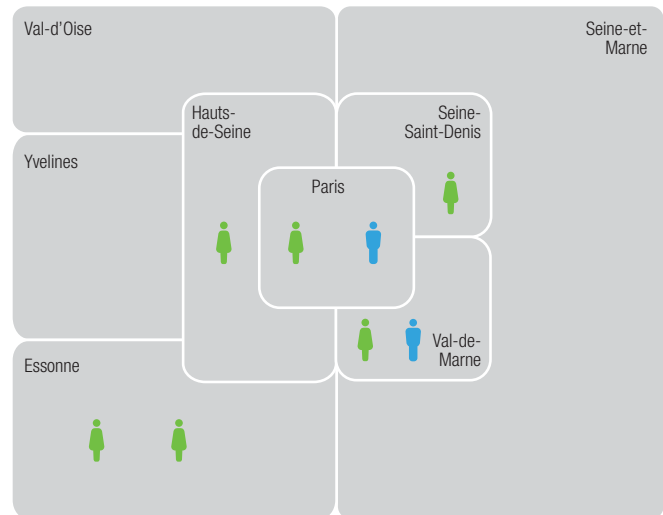 Val-d'Oise
Seine-et-
Marne
Hauts-
de-Seine
Seine-
Saint-Denis
Yvelines
Paris
Val-de-
Marne
Essonne